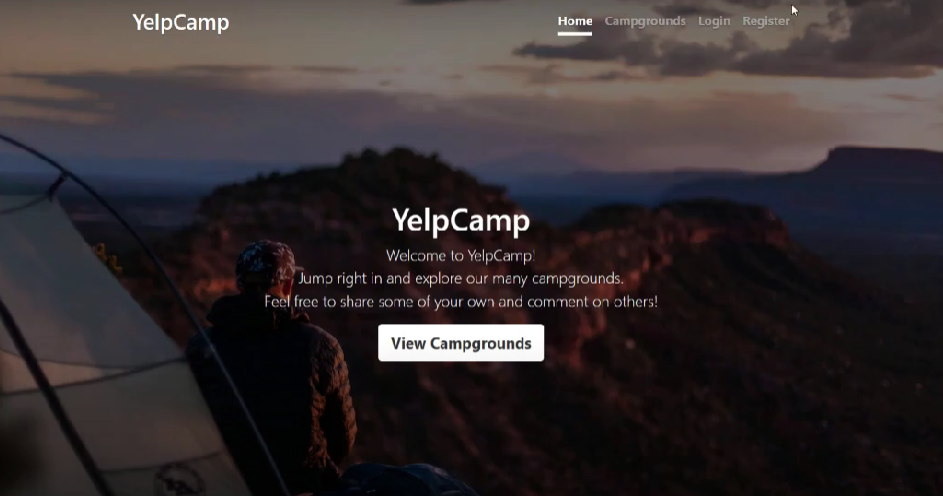 YelpCamp
Home Campgrounds Login Register
YelpCamp
Welcome to YelpCamp!
Jump right in and explore our many campgrounds.
Feel free to share some of your own and comment on others!
View Campgrounds